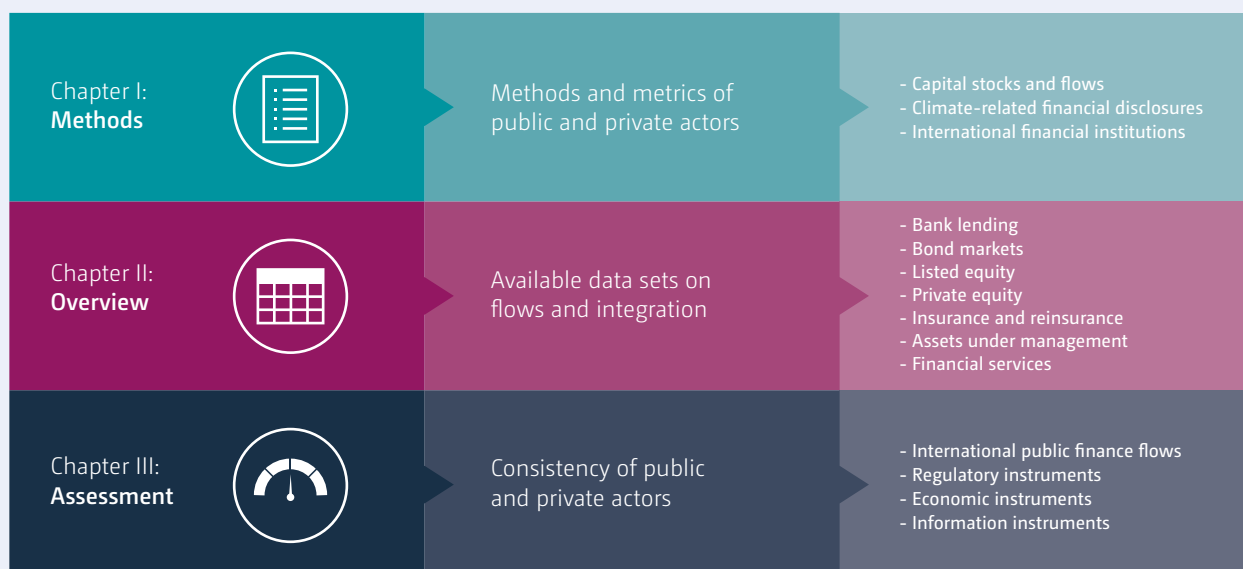 Chapter I:
Methods
Methods and metrics of
public and private actors
- Capital stocks and flows
- Climate-related financial disclosures
- International financial institutions
Chapter II:
Overview
Available data sets on
flows and integration
- Bank lending
- Bond markets
- Listed equity
- Private equity
- Insurance and reinsurance
- Assets under management
- Financial services
Chapter III:
Assessment
Consistency of public
and private actors
- International public finance flows
- Regulatory instruments
- Economic instruments
- Information instruments